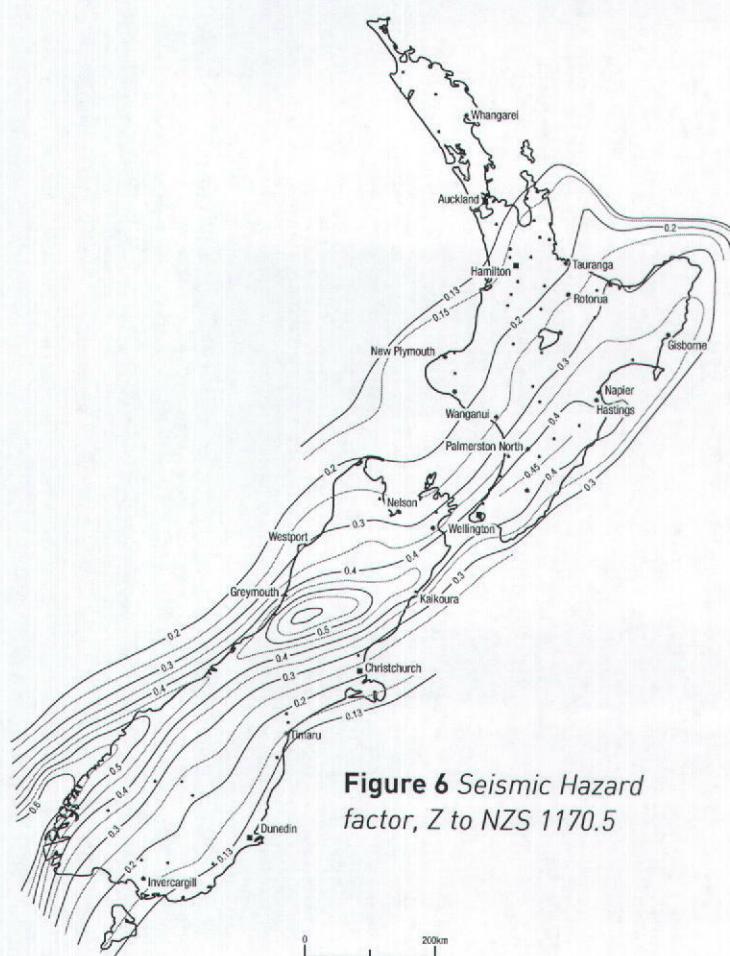 Whangarei
Auckland
0.2
Hamilton
Tauranga
0.13
0.15
Rotorua
0.2
New Plymouth
0.3
Gisborne
Napier
Wanganui
0.4
Hastings
Palmerston North
0.45
0.4
0.2
0.3
Nelson
0.3
Wellington
Westport
0.4
0.4
0.3
Greymouth
Kaikoura
0.5
0.2
0.4
0.3
0.3
Christchurch
0.4
0.2
0.13
Timaru
0.5
0.6
0.4
Figure 6 Seismic Hazard
factor, Z to NZS 1170.5
0.3
Dunedin
0.2
0.13
Invercargill
0 200km